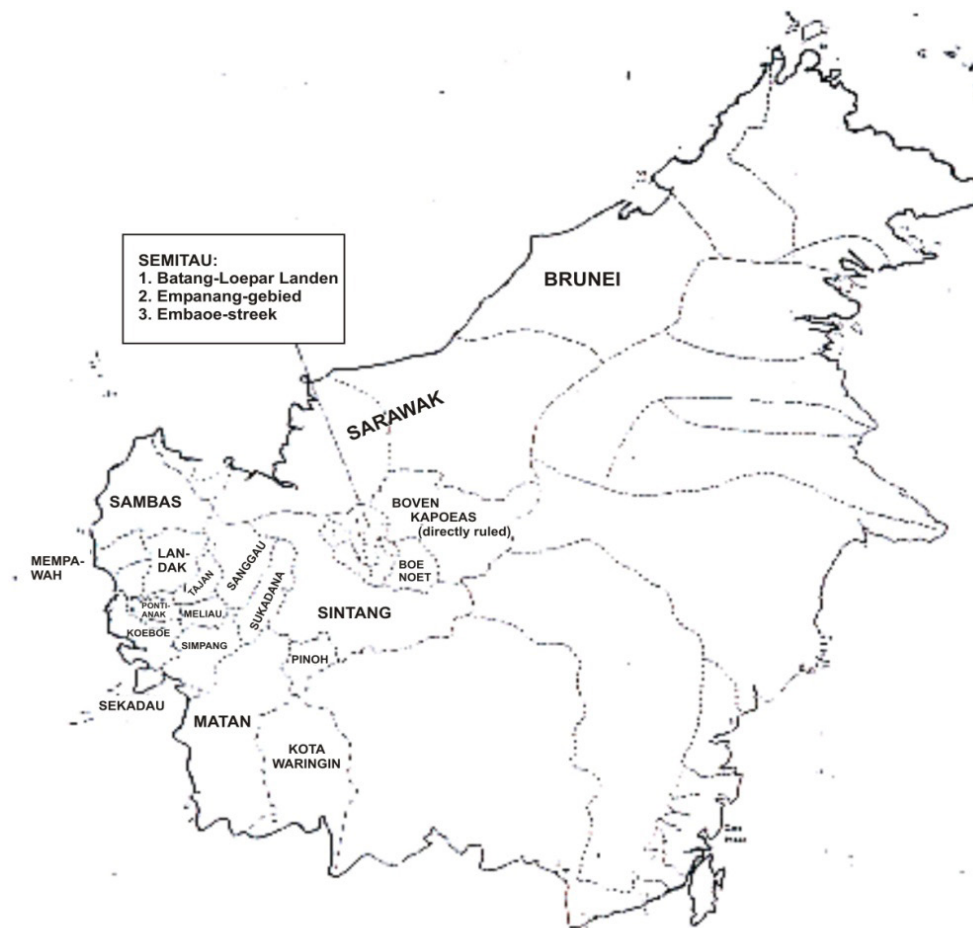 SEMITAU:
1. Batang-Loepar Landen
2. Empanang-gebied
3. Embaoe-streek
BRUNEI
SARAWAK
SAMBAS
BOVEN
KAPOEAS
(directly ruled)
MEMPA-
WAH
LAN-
DAK
TAJAN
SANGGAU
SUKADANA
BOE
NOET
PONTI-
ANAK
MELIAU
SINTANG
KOEBOE
SIMPANG
PINOH
SEKADAU
MATAN
KOTA
WARINGIN